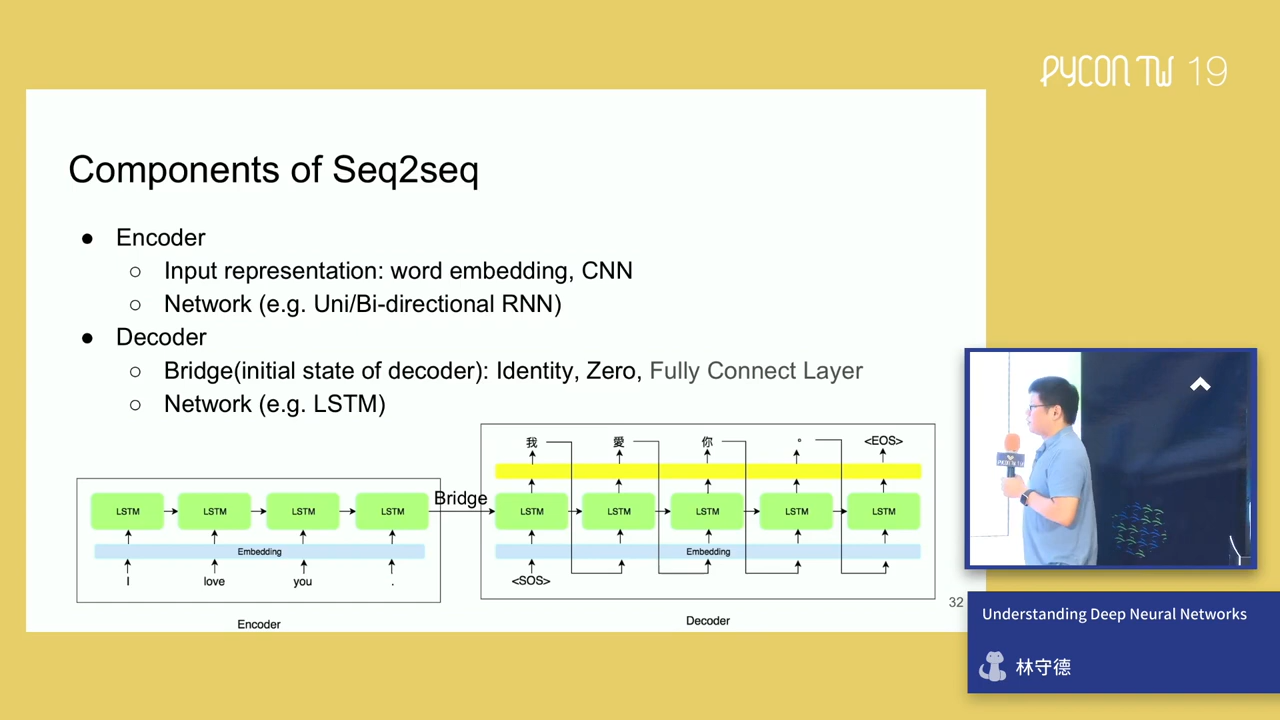 PYCON TW 19
Components of Seq2seq
● Encoder
○ Input representation: word embedding, CNN
○ Network (e.g. Uni/Bi-directional RNN)
● Decoder
○ Bridge(initial state of decoder): Identity, Zero, Fully Connect Layer
○ Network (e.g. LSTM)
我 愛 你 。 <EOS>
LSTM LSTM LSTM LSTM Bridge LSTM LSTM LSTM LSTM LSTM
Embedding Embedding
I love you . <SOS>
Encoder Decoder
32
PYCON TW
Understanding Deep Neural Networks
林守德